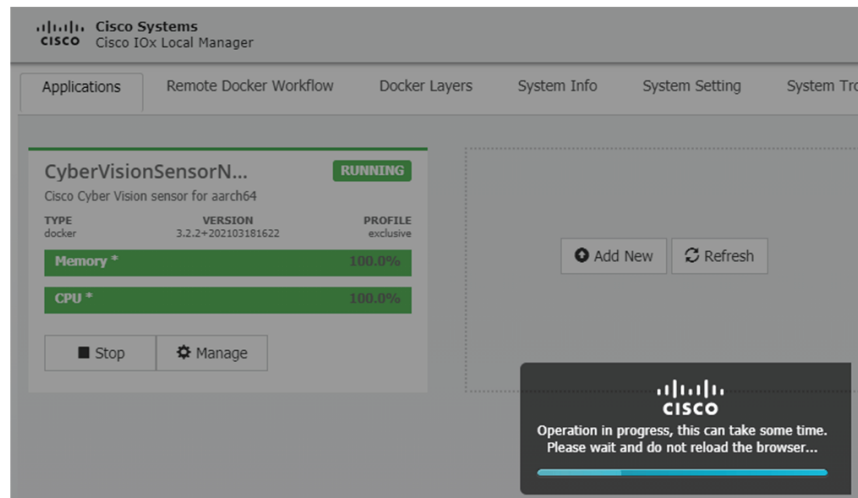 Cisco Systems
CISCO Cisco IOx Local Manager
Applications Remote Docker Workflow Docker Layers System Info System Setting System Tro
CyberVisionSensorN... RUNNING
Cisco Cyber Vision sensor for aarch64
TYPE VERSION PROFILE
docker 3.2.2+202103181622 exclusive
Memory * 100.0%
CPU * 100.0%
Stop Manage
Add New Refresh
CISCO
Operation in progress, this can take some time.
Please wait and do not reload the browser...